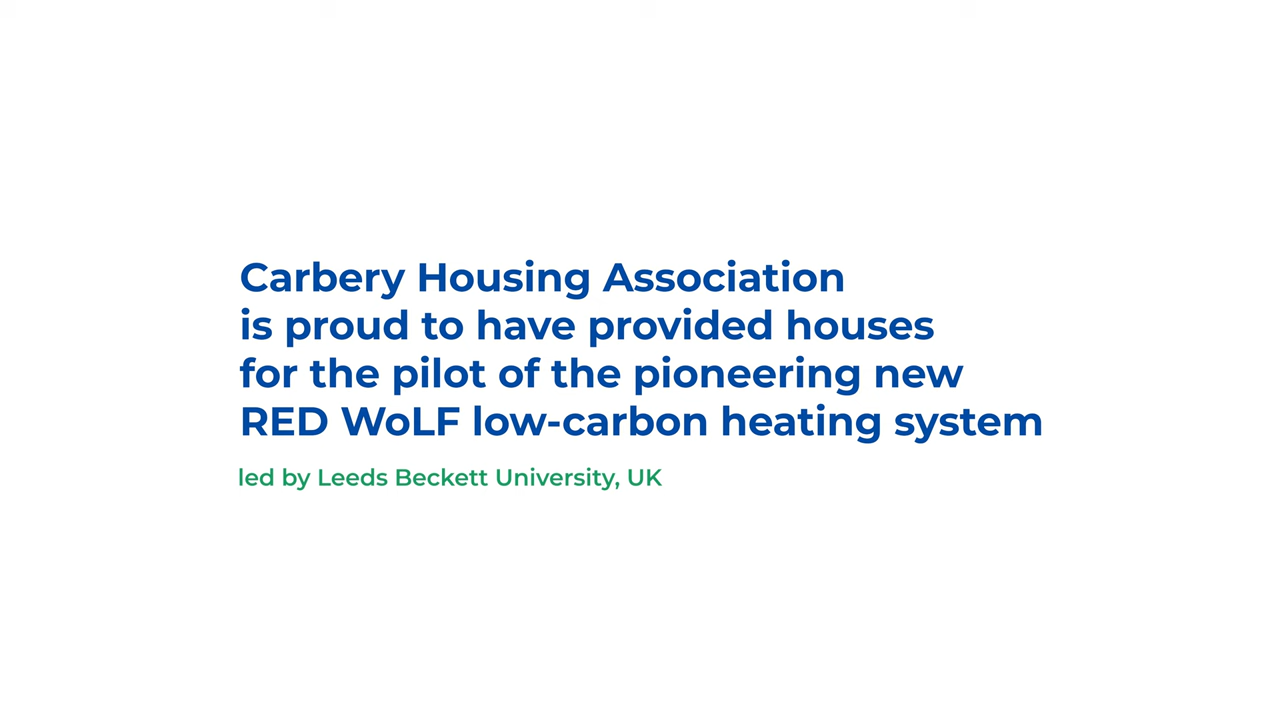 Carbery Housing Association
is proud to have provided houses
for the pilot of the pioneering new
RED WoLF low-carbon heating system
led by Leeds Beckett University, UK